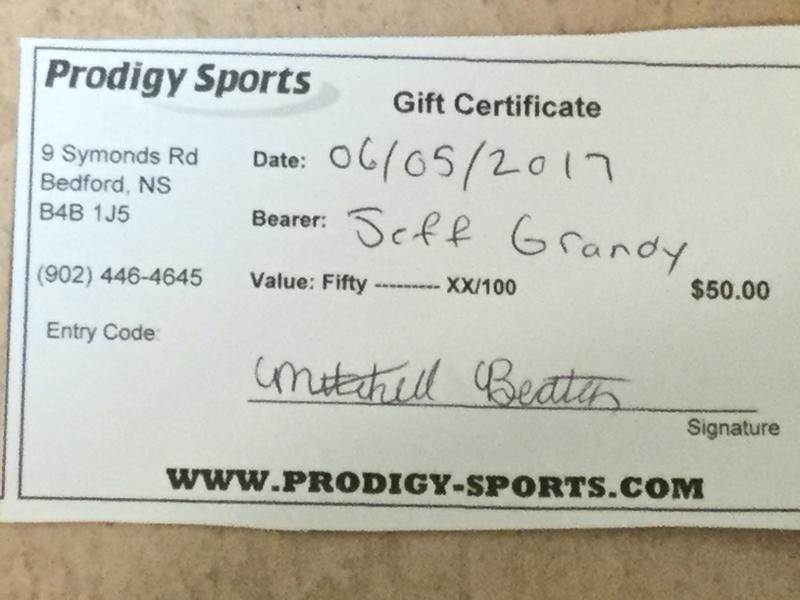 Prodigy Sports
Gift Certificate
9 Symonds Rd
Bedford, NS
B4B 1J5
Date: 06/05/2017
Bearer: Jeff Grandy
(902) 446-4645
Value: Fifty --------- XX/100 $50.00
Entry Code:
Mitchell
Signature
WWW.PRODIGY-SPORTS.COM